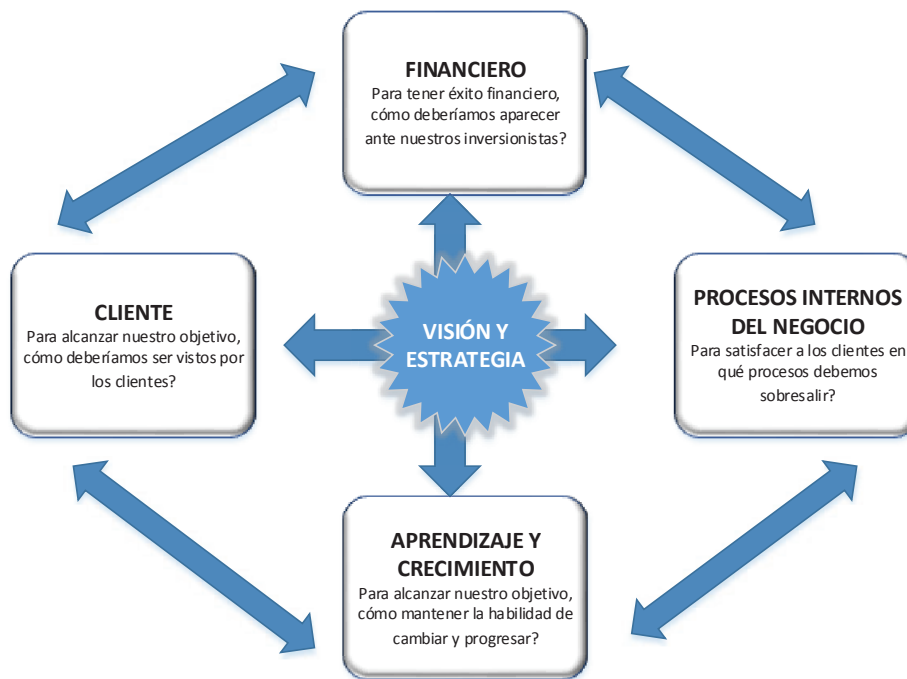 FINANCIERO
Para tener éxito financiero,
cómo deberíamos aparecer
ante nuestros inversionistas?
CLIENTE
Para alcanzar nuestro objetivo,
cómo deberíamos ser vistos por
los clientes?
VISIÓN Y
ESTRATEGIA
PROCESOS INTERNOS
DEL NEGOCIO
Para satisfacer a los clientes en
qué procesos debemos
sobresalir?
APRENDIZAJE Y
CRECIMIENTO
Para alcanzar nuestro objetivo,
cómo mantener la habilidad de
cambiar y progresar?